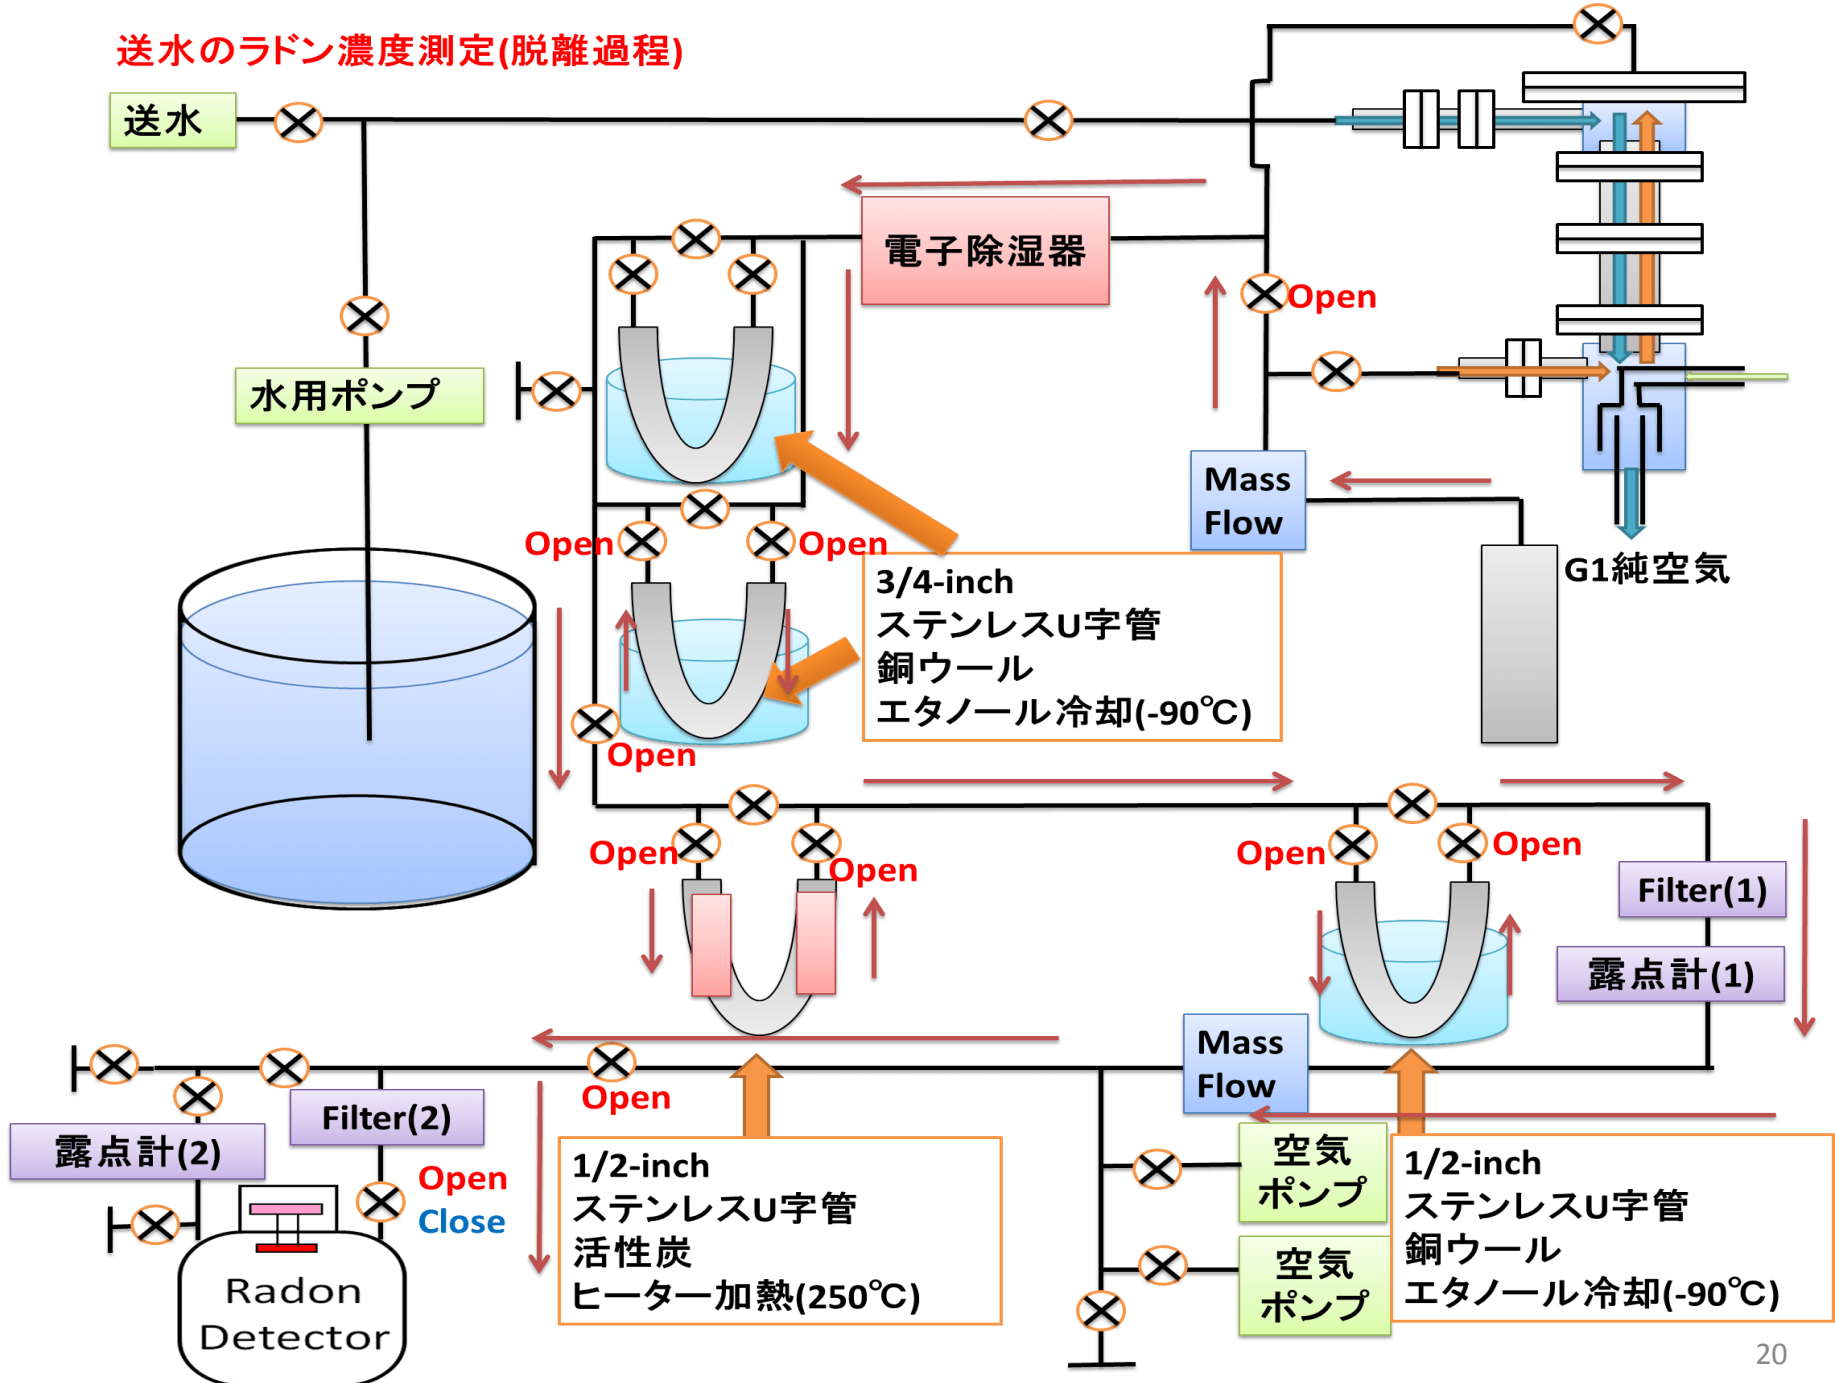 送水のラドン濃度測定(脱離過程)
送水
電子除湿器
Open
水用ポンプ
Mass
Flow
Open
Open
G1純空気
3/4-inch
ステンレスU字管
銅ウール
エタノール冷却(-90℃)
Open
Open
Open
Open
Open
Filter(1)
露点計(1)
Mass
Flow
Open
Filter(2)
露点計(2)
Open
Close
1/2-inch
ステンレスU字管
活性炭
ヒーター加熱(250℃)
空気
ポンプ
空気
ポンプ
1/2-inch
ステンレスU字管
銅ウール
エタノール冷却(-90℃)
Radon
Detector
20